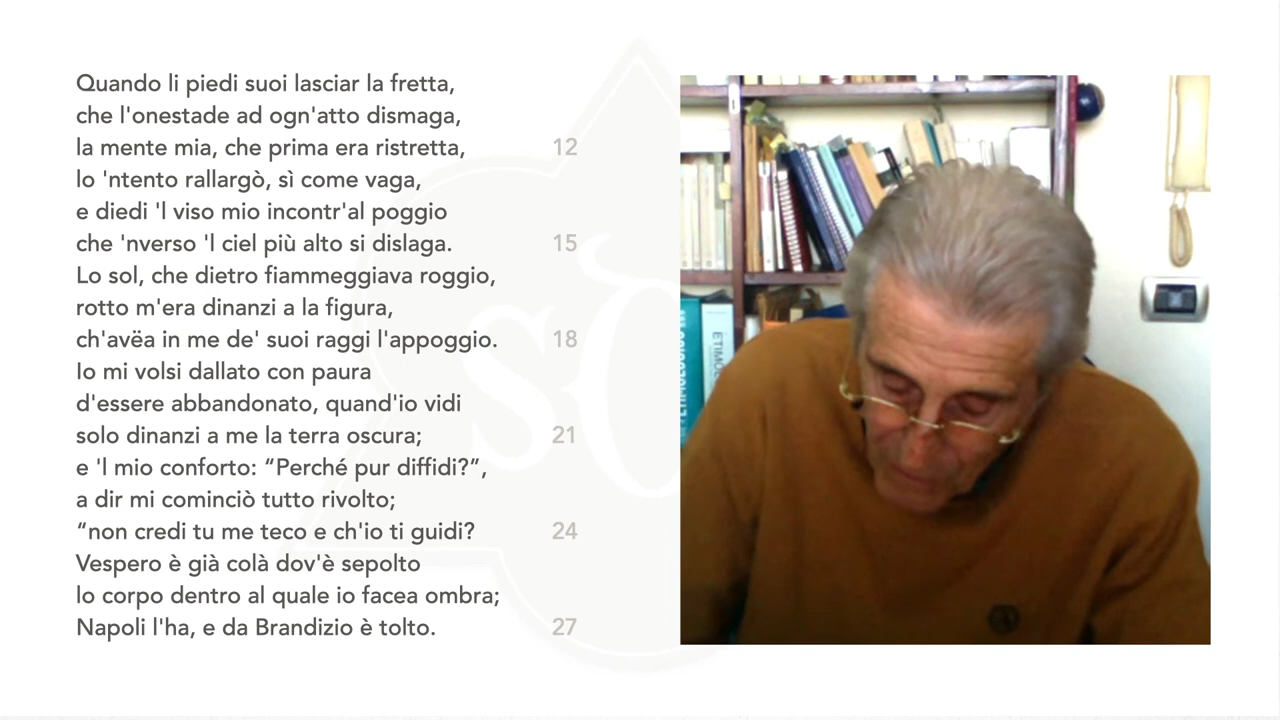 Quando li piedi suoi lasciar la fretta,
che l'onestade ad ogn'atto dismaga,
la mente mia, che prima era ristretta, 12
lo 'ntento rallargò, sì come vaga,
e diedi 'l viso mio incontr'al poggio
che 'nverso 'l ciel più alto si dislaga. 15
Lo sol, che dietro fiammeggiava roggio,
rotto m'era dinanzi a la figura,
ch'avëa in me de' suoi raggi l'appoggio. 18
Io mi volsi dallato con paura
d'essere abbandonato, quand'io vidi
solo dinanzi a me la terra oscura; 21
e 'l mio conforto: “Perché pur diffidi?”,
a dir mi cominciò tutto rivolto;
“non credi tu me teco e ch'io ti guidi? 24
Vespero è già colà dov'è sepolto
lo corpo dentro al quale io facea ombra;
Napoli l'ha, e da Brandizio è tolto. 27